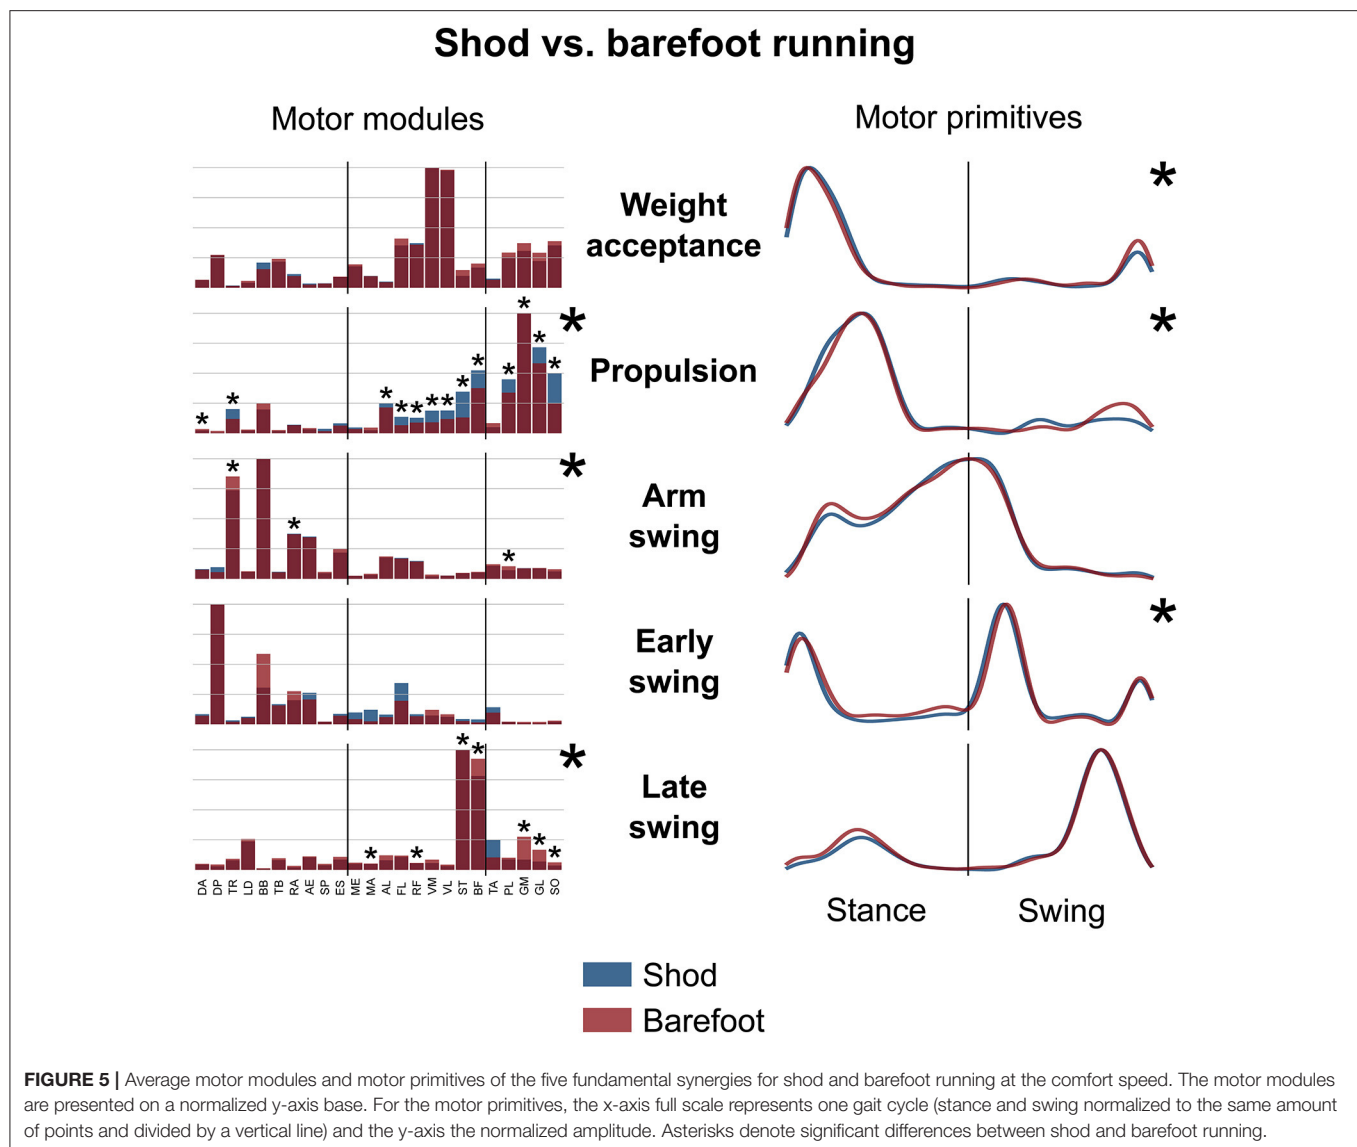 Shod vs. barefoot running
Motor modules
Motor primitives
Weight
acceptance
*
Propulsion
* * * * * * * * * * * * * *
*
*
Arm
swing
* * *
*
Early
swing
*
Late
swing
* * * * * * *
*
DA DP TR LD BB TB RA AE SP ES ME MA AL FL RF VM VL ST BF TA PL GM GL SO
Stance Swing
Shod
Barefoot
FIGURE 5 | Average motor modules and motor primitives of the five fundamental synergies for shod and barefoot running at the comfort speed. The motor modules
are presented on a normalized y-axis base. For the motor primitives, the x-axis full scale represents one gait cycle (stance and swing normalized to the same amount
of points and divided by a vertical line) and the y-axis the normalized amplitude. Asterisks denote significant differences between shod and barefoot running.